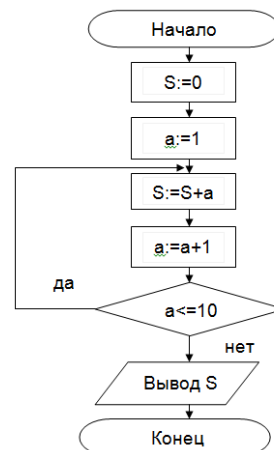 Начало
S:=0
a:=1
S:=S+a
a:=a+1
да
a<=10
нет
Вывод S
Конец